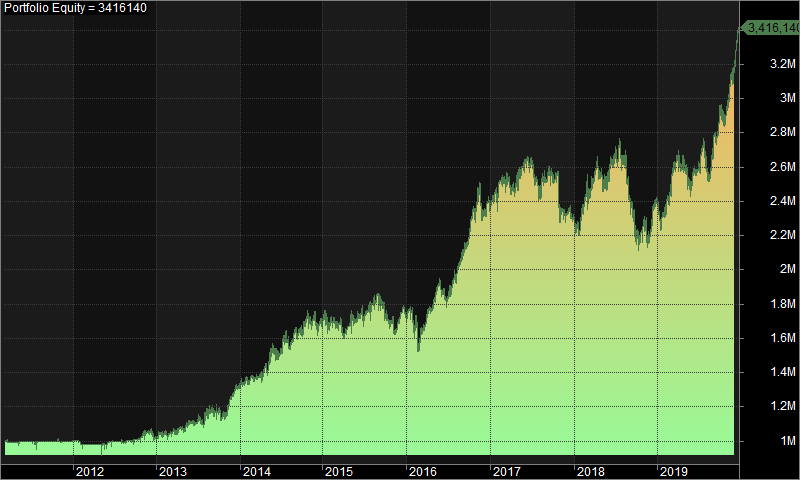 Portfolio Equity = 3416140
3,416,140
3.2M
3M
2.8M
2.6M
2.4M
2.2M
2M
1.8M
1.6M
1.4M
1.2M
1M
2012 2013 2014 2015 2016 2017 2018 2019